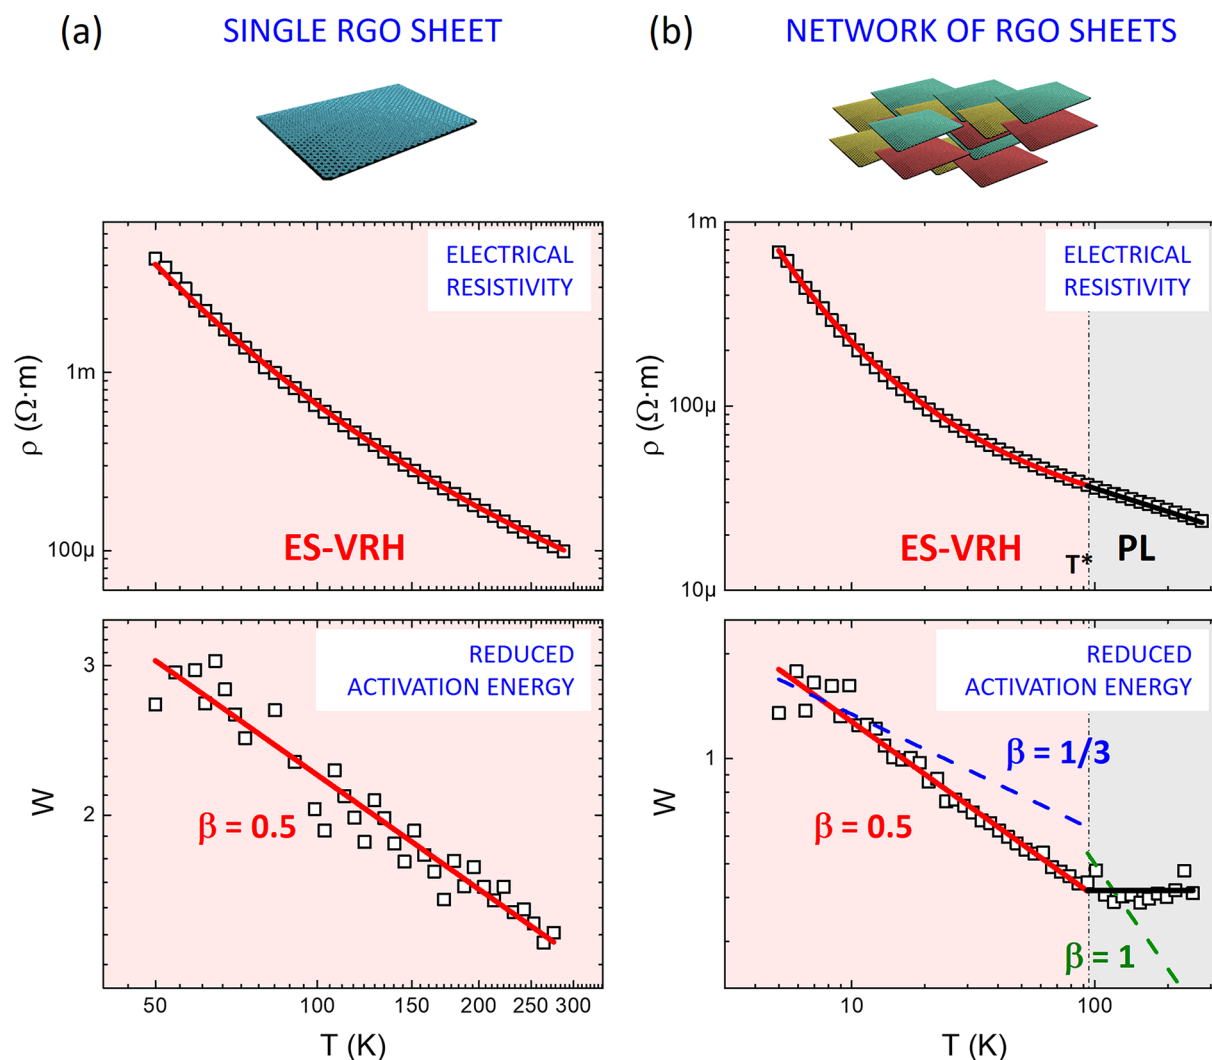 (a) SINGLE RGO SHEET
(b) NETWORK OF RGO SHEETS
ELECTRICAL
RESISTIVITY
ρ (Ω·m)
1m
100µ
ES-VRH
ELECTRICAL
RESISTIVITY
ρ (Ω·m)
1m
100µ
10µ
ES-VRH
T*
PL
REDUCED
ACTIVATION ENERGY
W
3
2
β = 0.5
50 100 150 200 250 300
T (K)
REDUCED
ACTIVATION ENERGY
W
1
β = 1/3
β = 0.5
β = 1
10 100
T (K)